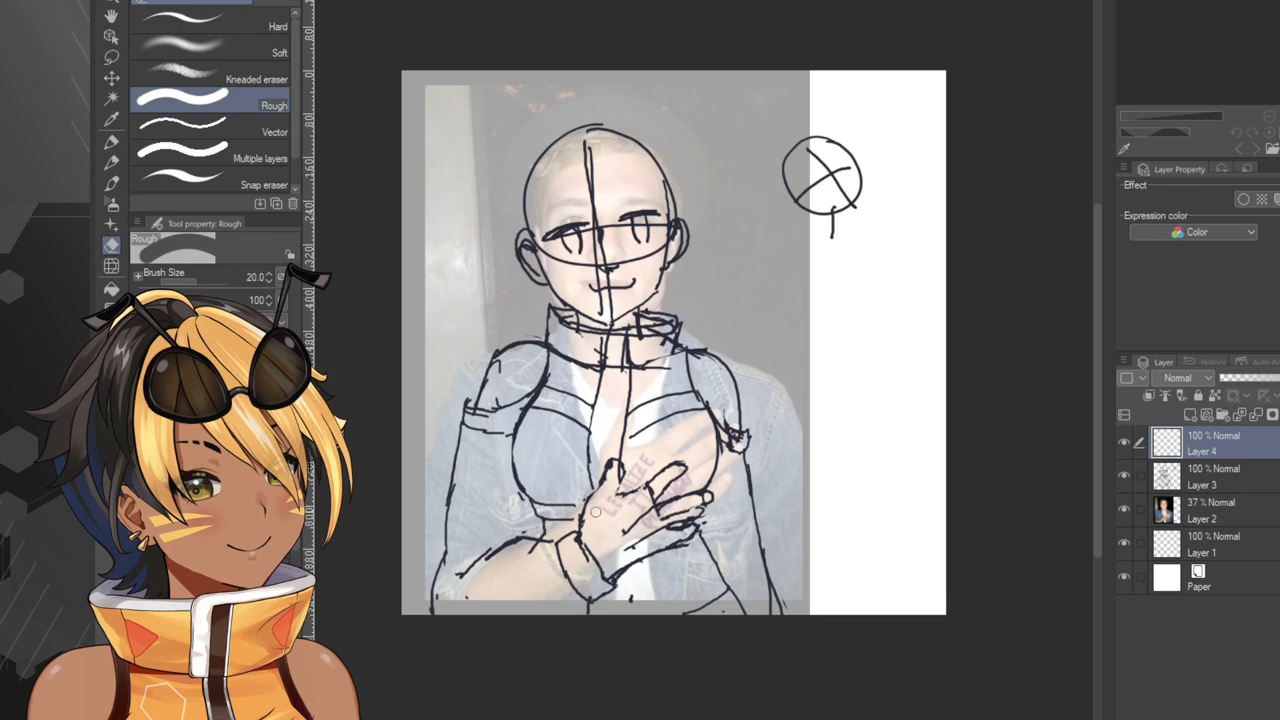 Hard
Soft
Kneaded eraser
Rough
Vector
Multiple layers
Snap eraser
Tool property: Rough
Rough
Brush Size
20.0
100
Layer Property
Effect
Expression color
Color
Layer
History
Normal
100 % Normal
Layer 4
100 % Normal
Layer 3
37 % Normal
Layer 2
100 % Normal
Layer 1
Paper